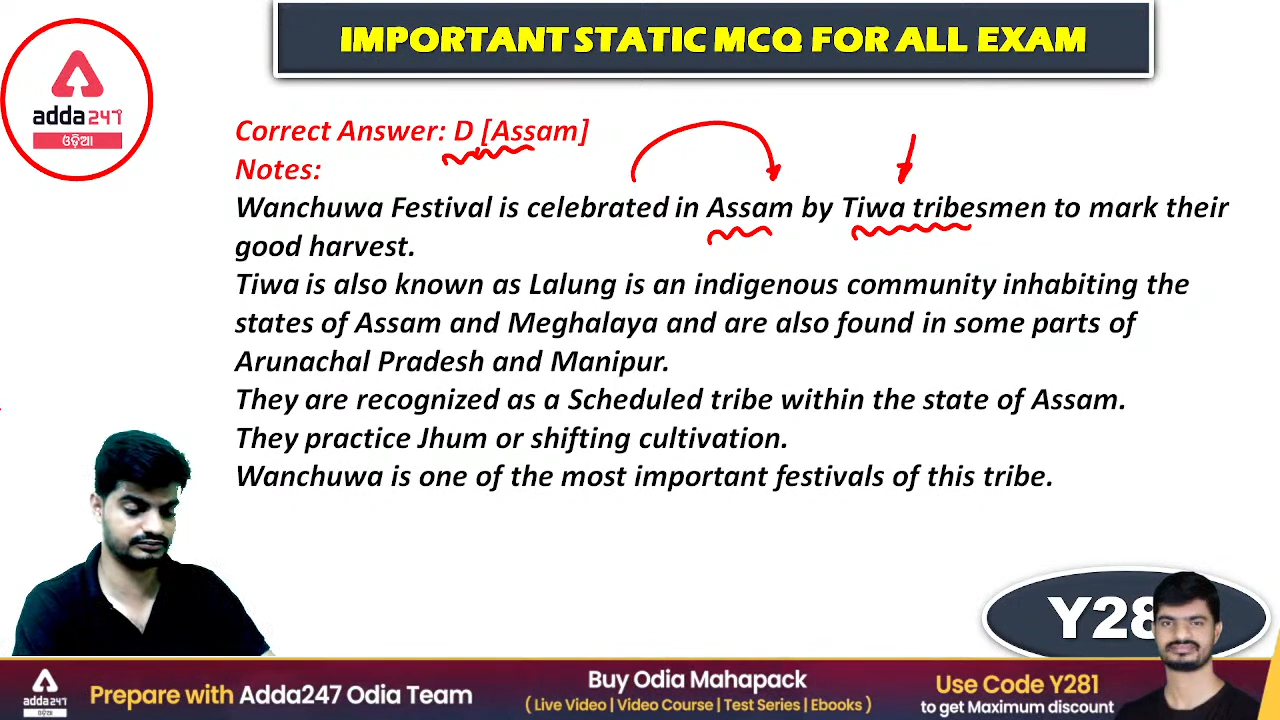 IMPORTANT STATIC MCQ FOR ALL EXAM
adda247
ଓଡ଼ିଆ
Correct Answer: D [Assam]
Notes:
Wanchuwa Festival is celebrated in Assam by Tiwa tribesmen to mark their
good harvest.
Tiwa is also known as Lalung is an indigenous community inhabiting the
states of Assam and Meghalaya and are also found in some parts of
Arunachal Pradesh and Manipur.
They are recognized as a Scheduled tribe within the state of Assam.
They practice Jhum or shifting cultivation.
Wanchuwa is one of the most important festivals of this tribe.
Y28
adda247
ଓଡ଼ିଆ
Prepare with Adda247 Odia Team
Buy Odia Mahapack
( Live Video | Video Course | Test Series | Ebooks )
Use Code Y281
to get Maximum discount